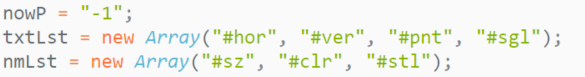 nowP = "-1";
txtLst = new Array("#hor", "#ver", "#pnt", "#sgl");
nmLst = new Array("#sz", "#clr", "#stl");